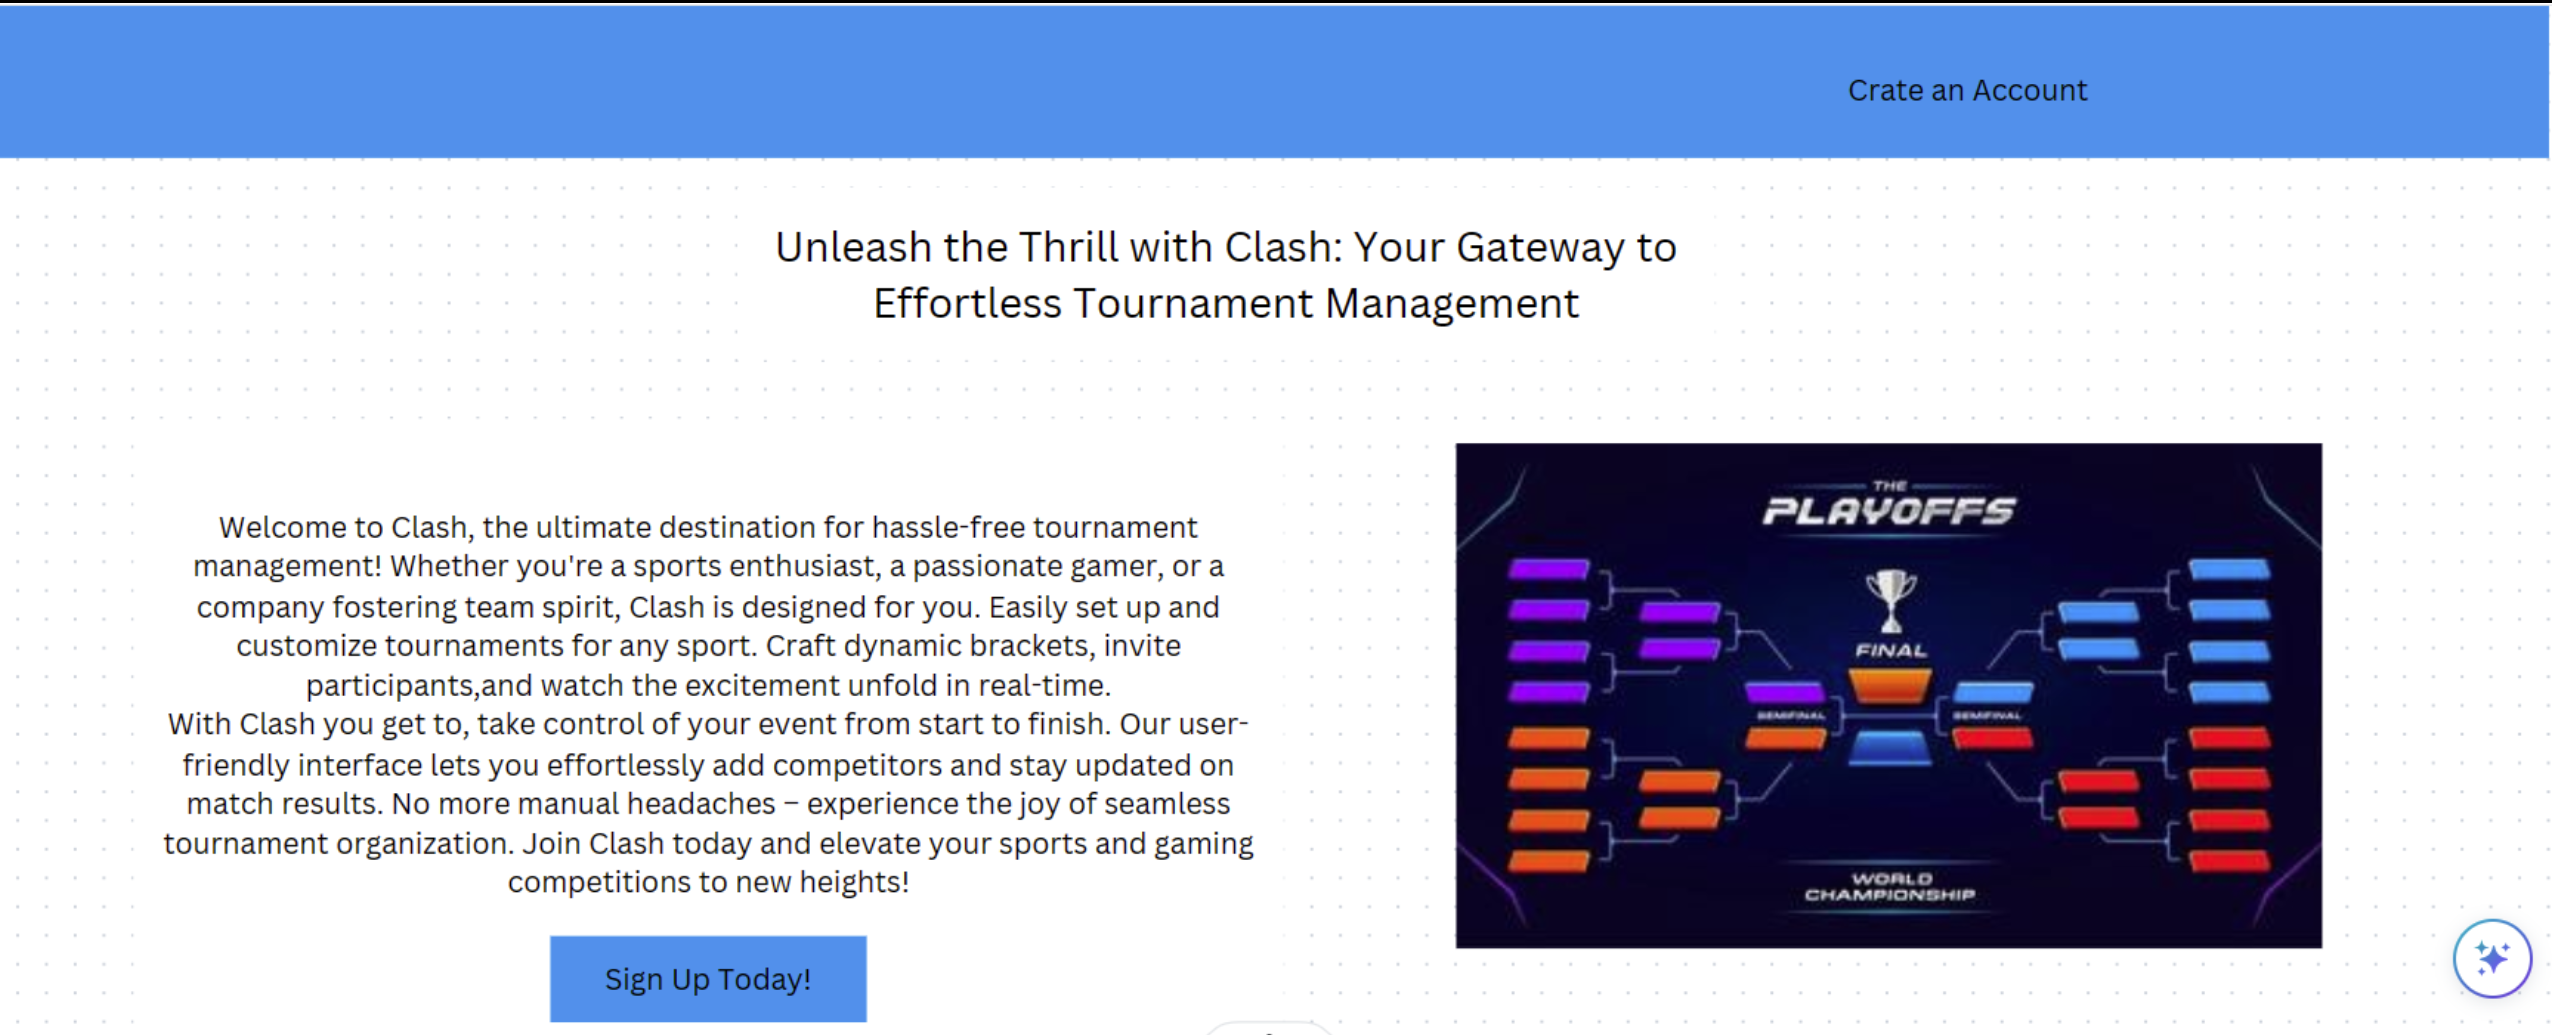 Crate an Account
Unleash the Thrill with Clash: Your Gateway to
Effortless Tournament Management
Welcome to Clash, the ultimate destination for hassle-free tournament
management! Whether you're a sports enthusiast, a passionate gamer, or a
company fostering team spirit, Clash is designed for you. Easily set up and
customize tournaments for any sport. Craft dynamic brackets, invite
participants,and watch the excitement unfold in real-time.
With Clash you get to, take control of your event from start to finish. Our user-
friendly interface lets you effortlessly add competitors and stay updated on
match results. No more manual headaches – experience the joy of seamless
tournament organization. Join Clash today and elevate your sports and gaming
competitions to new heights!
Sign Up Today!
THE
PLAYOFFS
FINAL
SEMIFINAL
SEMIFINAL
WORLD
CHAMPIONSHIP